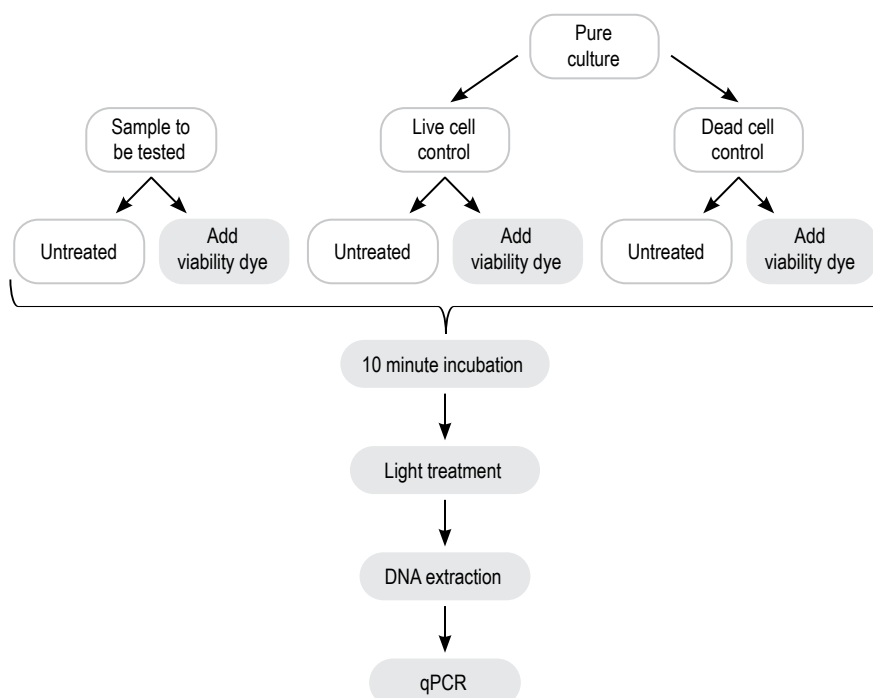 Pure
culture
Sample to
be tested
Live cell
control
Dead cell
control
Untreated
Add
viability dye
Untreated
Add
viability dye
Untreated
Add
viability dye
10 minute incubation
Light treatment
DNA extraction
qPCR